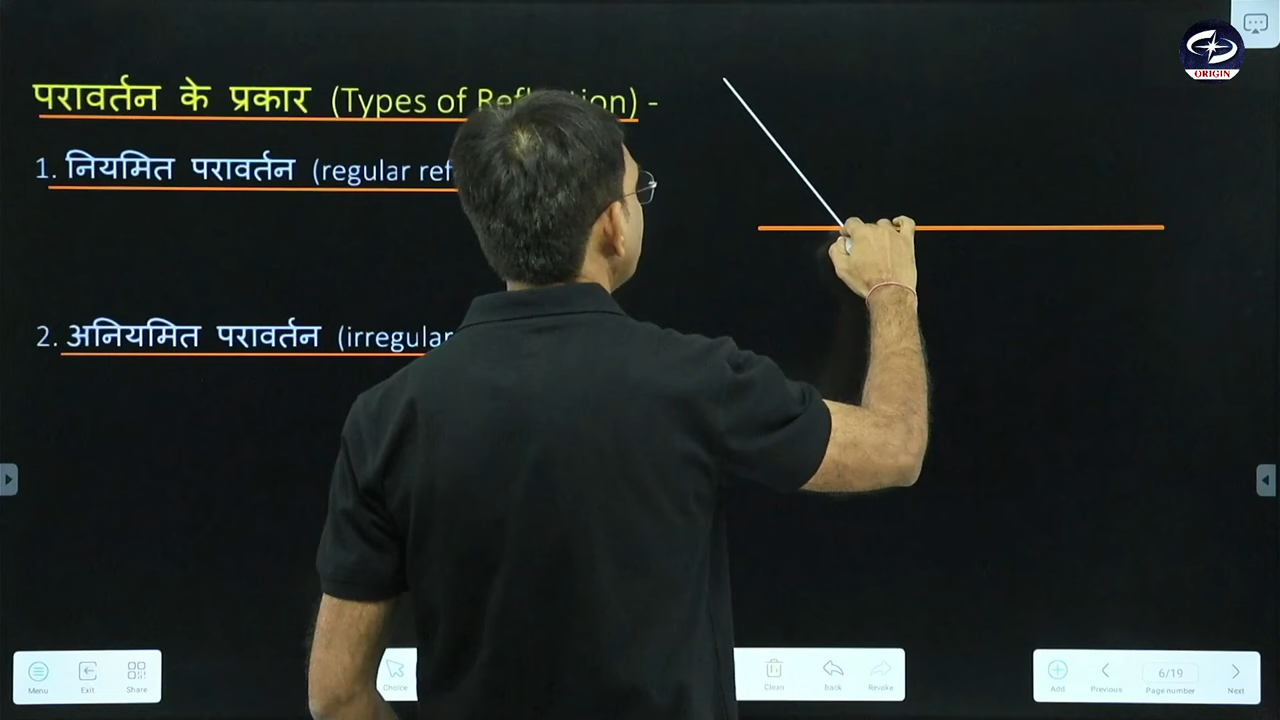 परावर्तन के प्रकार (Types of Reflection) -
1. नियमित परावर्तन (regular ref
2. अनियमित परावर्तन (irregular
ORIGIN
Menu
Exit
Share
Choice
Clean
Back
Revoke
Add
Previous
6/19
Page number
Next